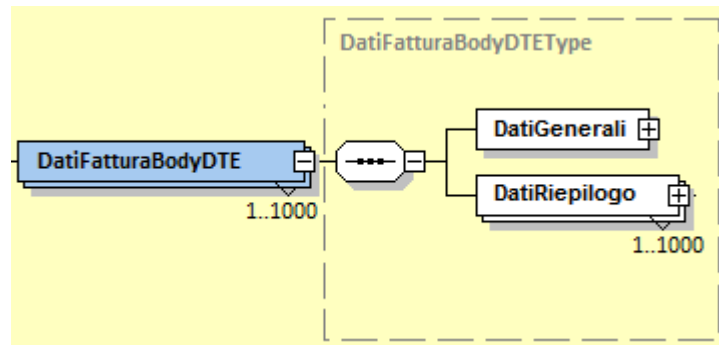 DatiFatturaBodyDTEType
DatiGenerali
DatiFatturaBodyDTE
1..1000
DatiRiepilogo
1..1000